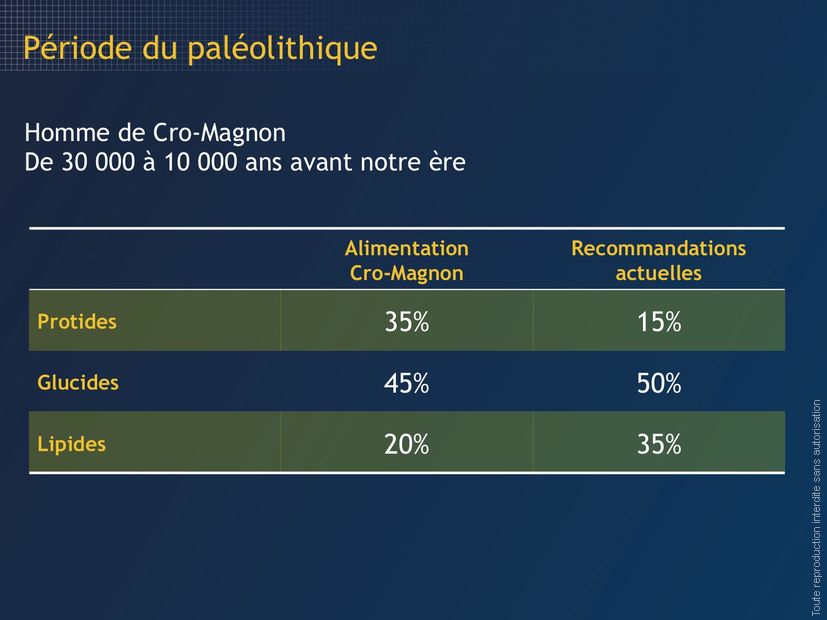 Période du paléolithique
Homme de Cro-Magnon
De 30 000 à 10 000 ans avant notre ère
Alimentation Cro-Magnon
Recommandations actuelles
Protides 35% 15%
Glucides 45% 50%
Lipides 20% 35%
Toute reproduction interdite sans autorisation